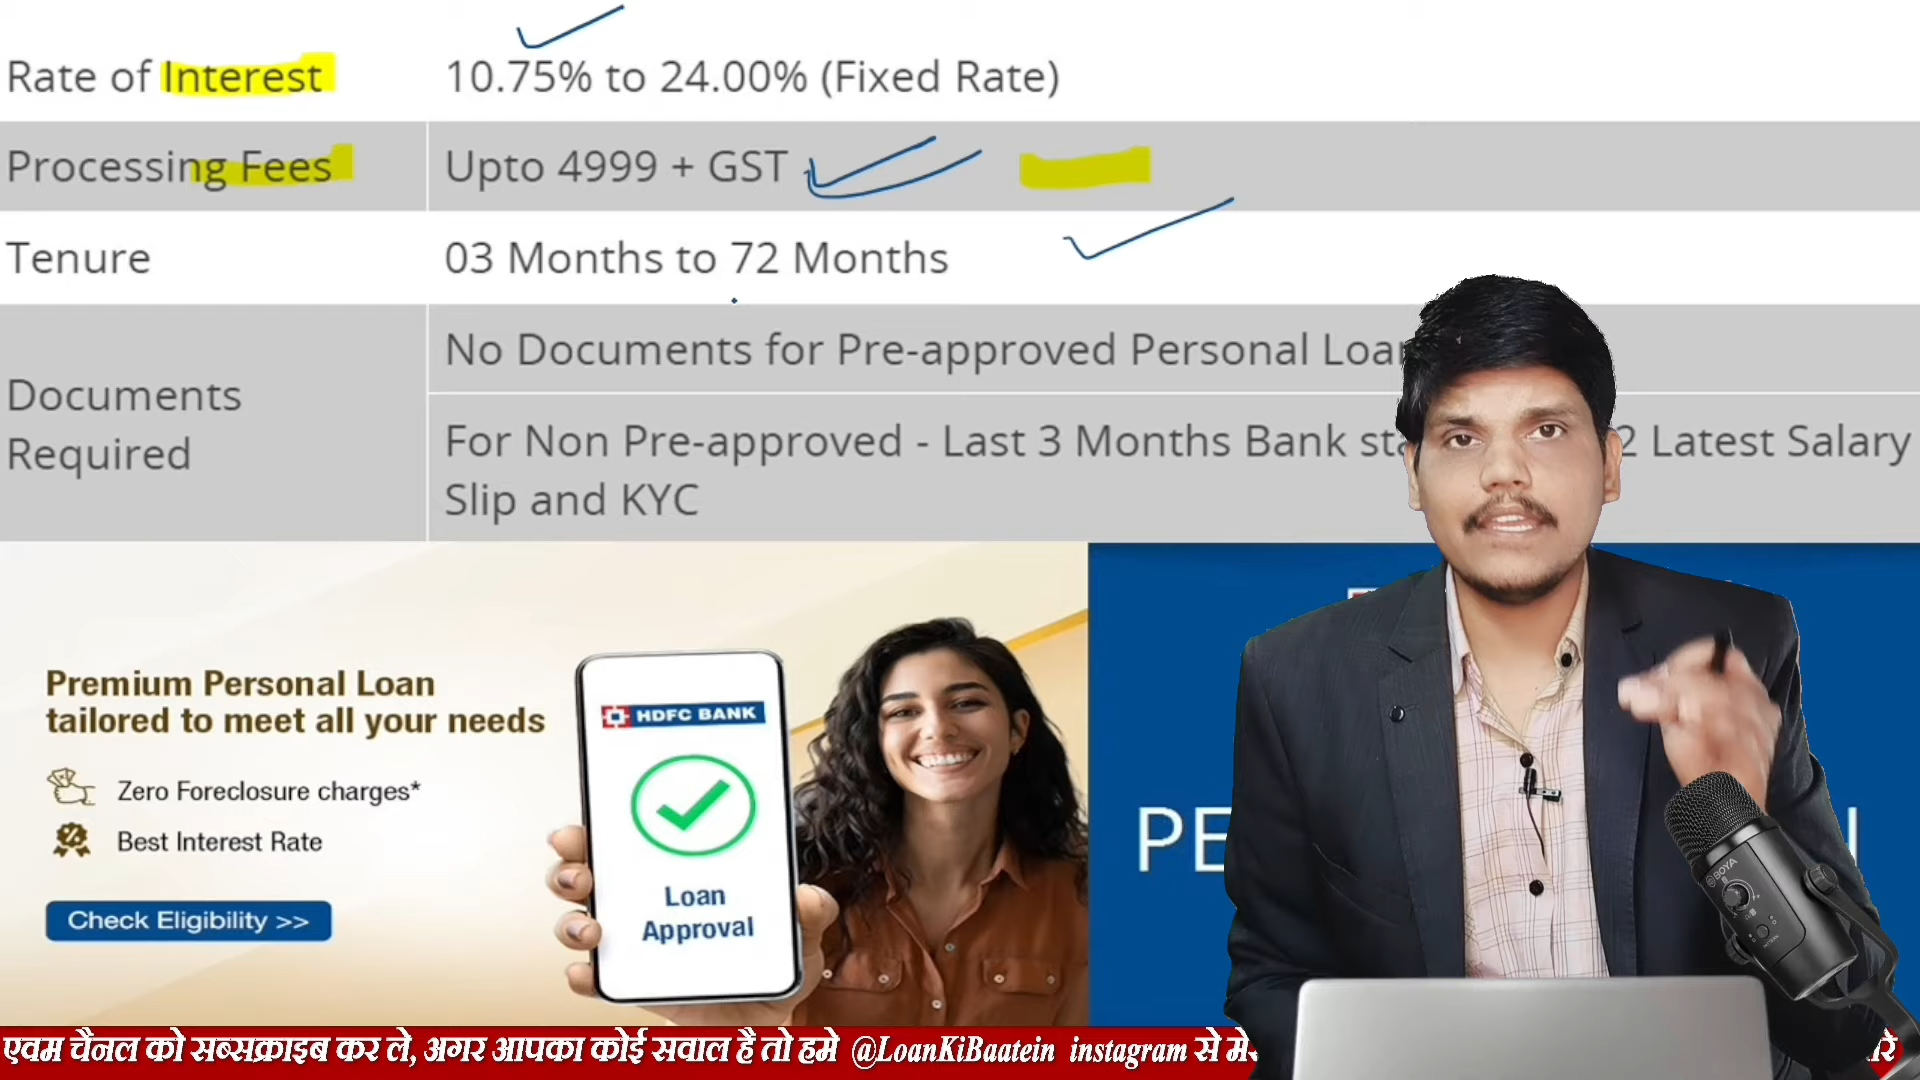 Rate of Interest
10.75% to 24.00% (Fixed Rate)
Processing Fees
Upto 4999 + GST
Tenure
03 Months to 72 Months
Documents
Required
No Documents for Pre-approved Personal
For Non Pre-approved - Last 3 Months Bank 2 Latest Salary
Slip and KYC
Premium Personal Loan
tailored to meet all your needs
Zero Foreclosure charges*
Best Interest Rate
Check Eligibility >>
HDFC BANK
Loan
Approval
BOYA
एवम चैनल को सब्सक्राइब कर ले, अगर आपका कोई सवाल है तो हमे @LoanKiBaatein instagram से